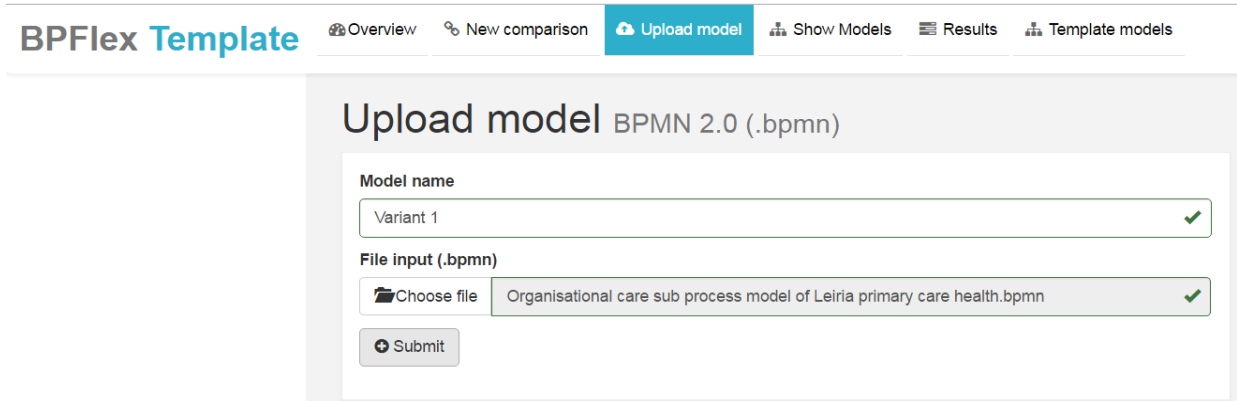 BPFlex Template
Overview New comparison Upload model Show Models Results Template models
Upload model BPMN 2.0 (.bpmn)
Model name
Variant 1
File input (.bpmn)
Choose file Organisational care sub process model of Leiria primary care health.bpmn
Submit